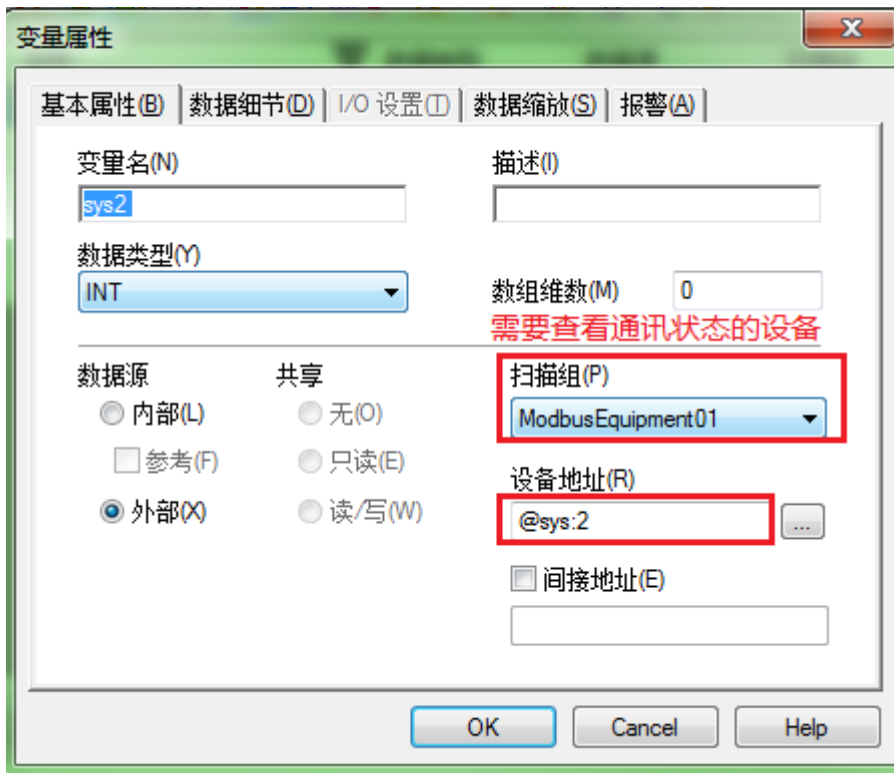 变量属性
基本属性(B) 数据细节(D) I/O 设置(T) 数据缩放(S) 报警(A)
变量名(N) 描述(I)
sys2
数据类型(Y)
INT 数组维数(M) 0
需要查看通讯状态的设备
数据源 共享 扫描组(P)
内部(L) 无(O) ModbusEquipment01
参考(F) 只读(E) 设备地址(R)
外部(X) 读/写(W) @sys:2 ...
间接地址(E)
OK Cancel Help